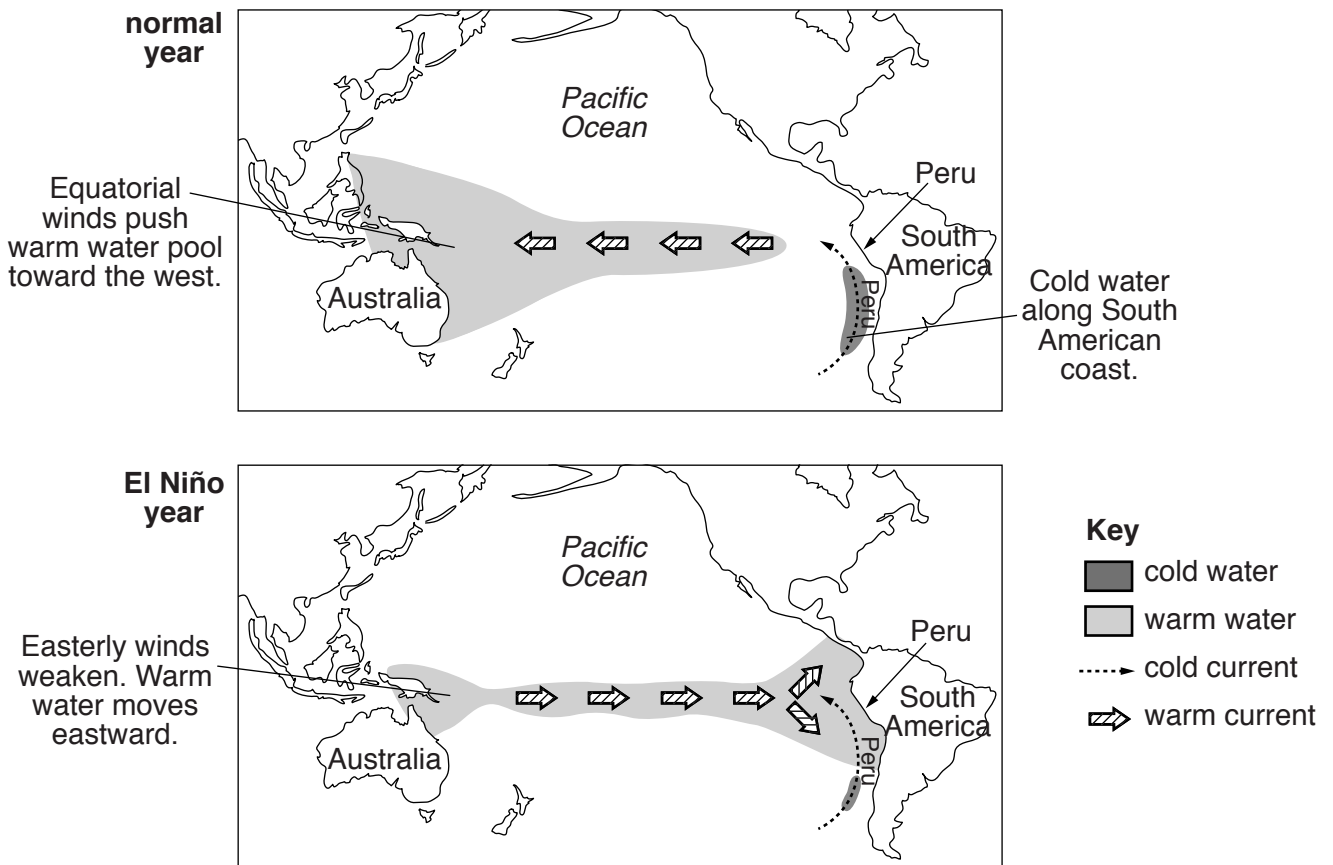 normal
year
Pacific
Ocean
Equatorial
winds push
warm water pool
toward the west.
Australia
Peru
South
America
Peru
Cold water
along South
American
coast.
El Niño
year
Pacific
Ocean
Easterly winds
weaken. Warm
water moves
eastward.
Australia
Peru
South
America
Peru
Key
cold water
warm water
cold current
warm current